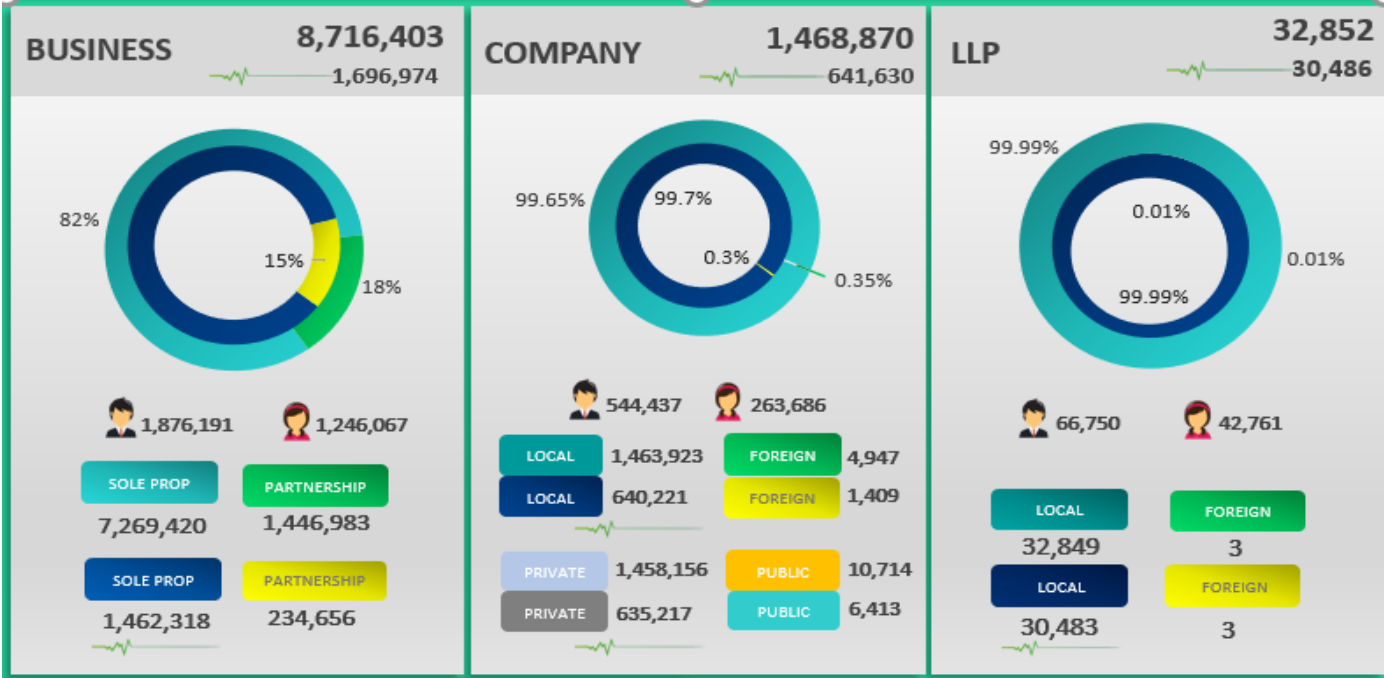 BUSINESS
8,716,403
1,696,974
82%
15%
18%
1,876,191
1,246,067
SOLE PROP
PARTNERSHIP
7,269,420
1,446,983
SOLE PROP
PARTNERSHIP
1,462,318
234,656
COMPANY
1,468,870
641,630
99.65%
99.7%
0.3%
0.35%
544,437
263,686
LOCAL 1,463,923 FOREIGN 4,947
LOCAL 640,221 FOREIGN 1,409
PRIVATE 1,458,156 PUBLIC 10,714
PRIVATE 635,217 PUBLIC 6,413
LLP
32,852
30,486
99.99%
0.01%
0.01%
99.99%
66,750
42,761
LOCAL
FOREIGN
32,849
3
LOCAL
FOREIGN
30,483
3